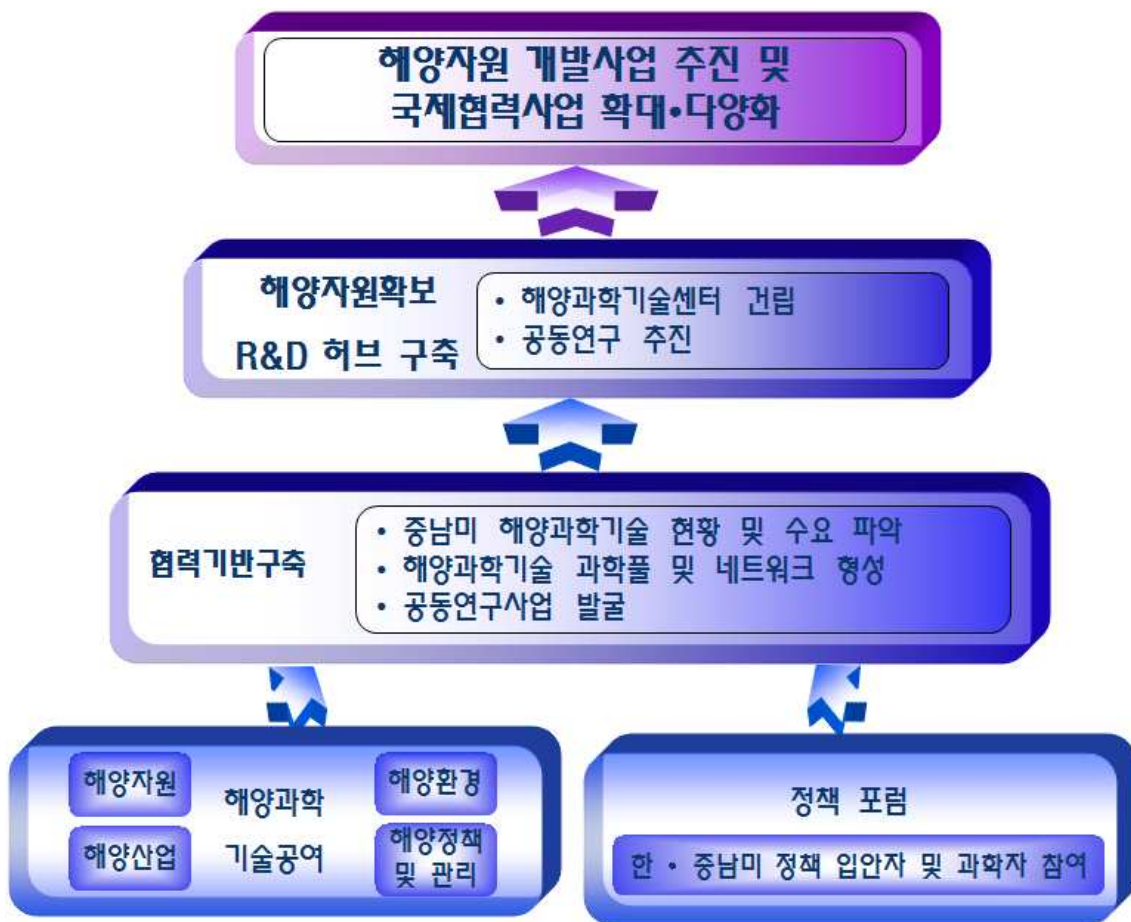 해양자원 개발사업 추진 및
국제협력사업 확대•다양화
해양자원확보
R&D 허브 구축
• 해양과학기술센터 건립
• 공동연구 추진
협력기반구축
• 중남미 해양과학기술 현황 및 수요 파악
• 해양과학기술 과학풀 및 네트워크 형성
• 공동연구사업 발굴
해양자원
해양산업
해양과학
기술공여
해양환경
해양정책
및 관리
정책 포럼
한 • 중남미 정책 입안자 및 과학자 참여